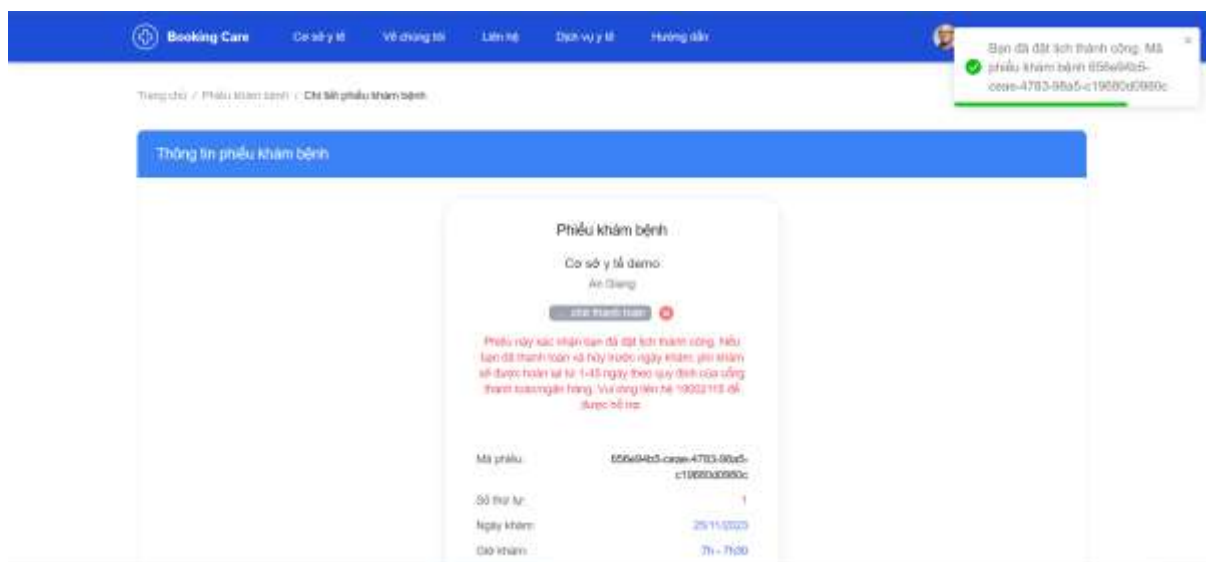 Booking Care Cơ sở y tế Về chúng tôi Liên hệ Dịch vụ y tế Hướng dẫn
Bạn đã đặt lịch thành công. Mã
phiếu khám bệnh 656e94b5-
ceae-4783-98a5-c19680d0980c
Trang chủ / Phiếu khám bệnh / Chi tiết phiếu khám bệnh
Thông tin phiếu khám bệnh
Phiếu khám bệnh
Cơ sở y tế demo
An Giang
chờ thanh toán
Phiếu này xác nhận bạn đã đặt lịch thành công. Nếu
bạn đã thanh toán và hủy trước ngày khám, phí khám
sẽ được hoàn lại từ 1-45 ngày theo quy định của cổng
thanh toán/ngân hàng. Vui lòng liên hệ 19002115 để
được hỗ trợ
Mã phiếu: 656e94b5-ceae-4783-98a5-
c19680d0980c
Số thứ tự: 1
Ngày khám: 25/11/2023
Giờ khám: 7h - 7h30